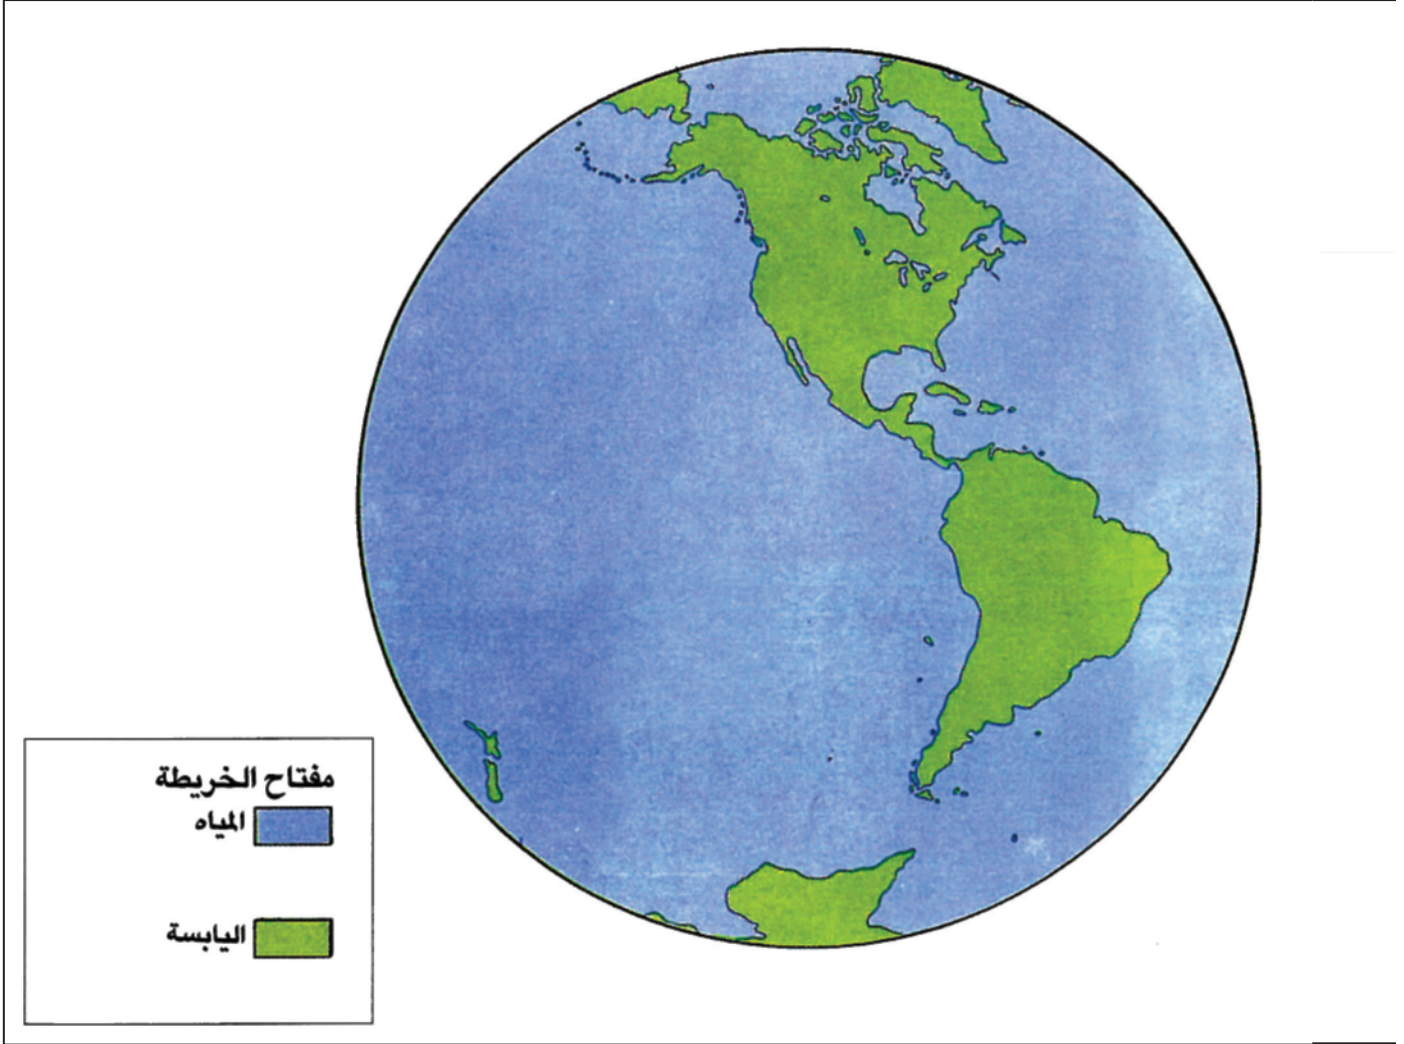 مفتاح الخريطة
المياه
اليابسة